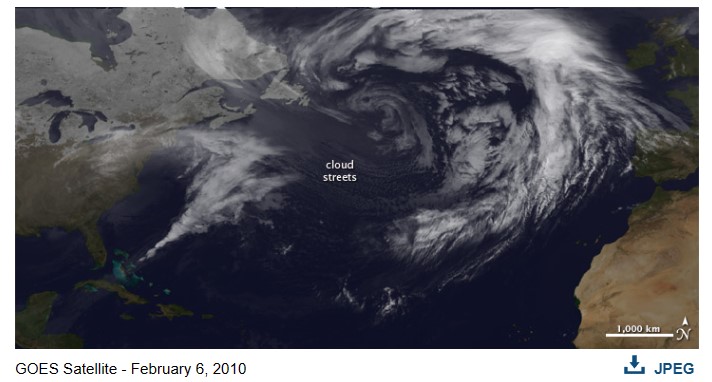 cloud
streets
1,000 km
N
GOES Satellite - February 6, 2010
JPEG